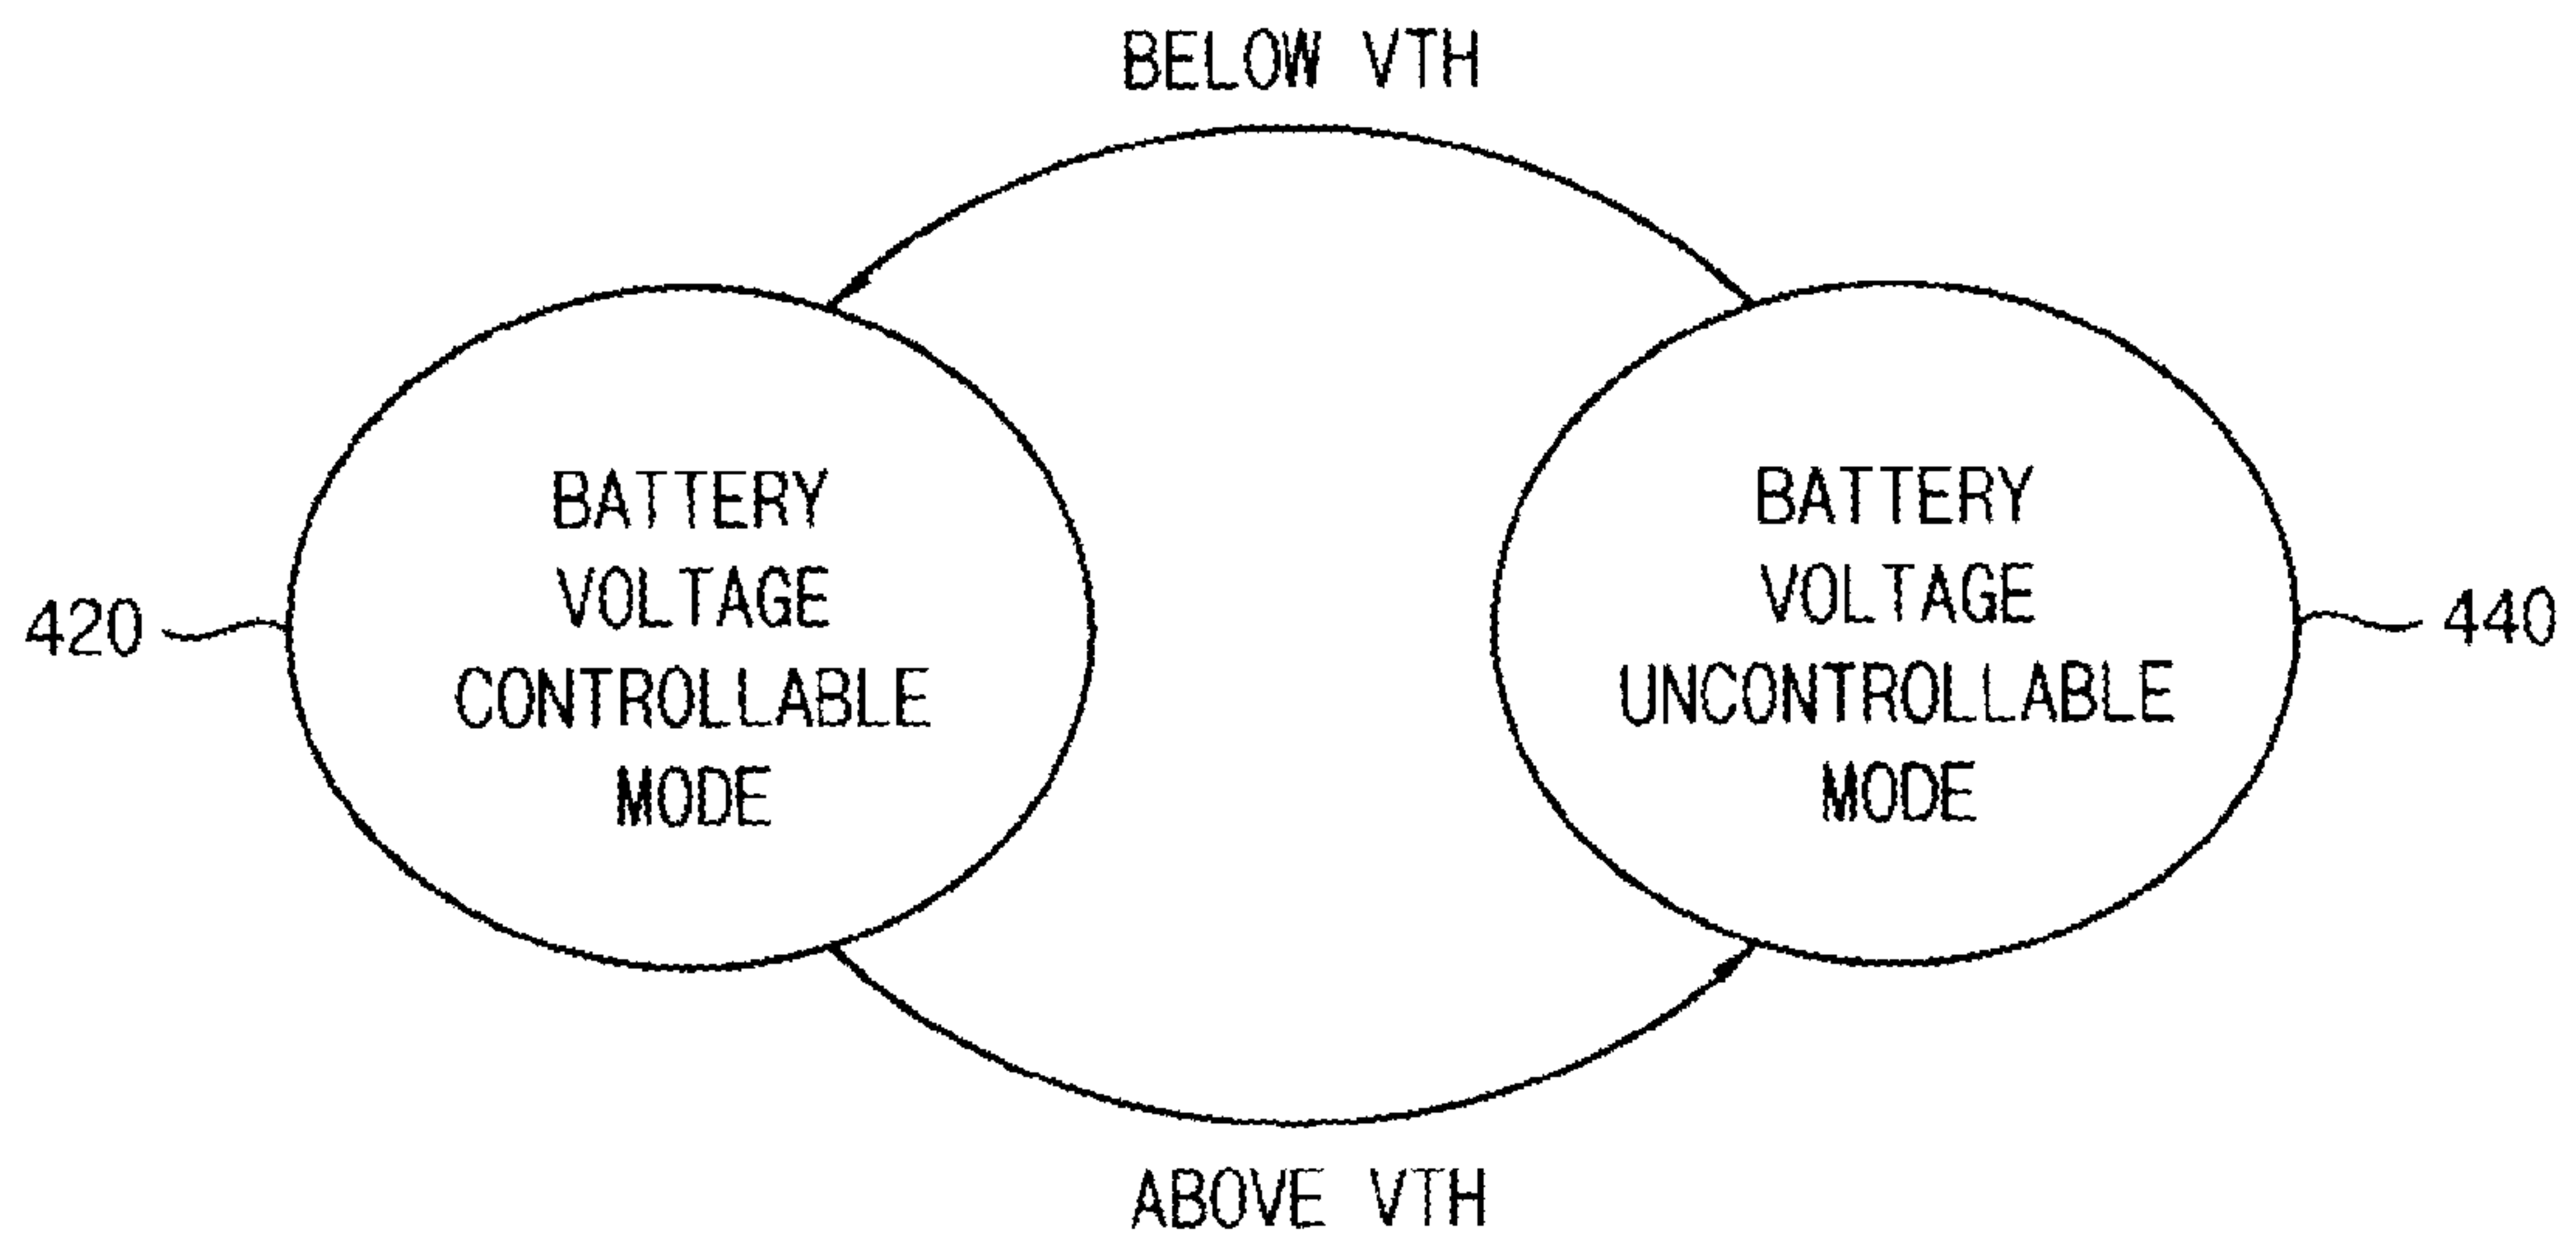 BELOW VTH
BATTERY
VOLTAGE
CONTROLLABLE
MODE
BATTERY
VOLTAGE
UNCONTROLLABLE
MODE
420
440
ABOVE VTH